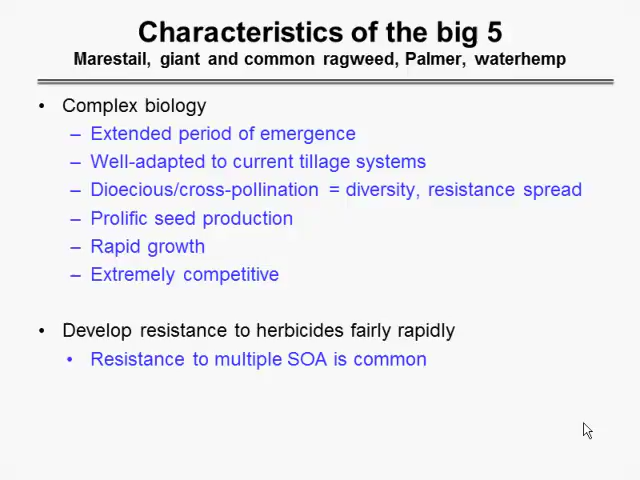 Characteristics of the big 5
Marestail, giant and common ragweed, Palmer, waterhemp
• Complex biology
– Extended period of emergence
– Well-adapted to current tillage systems
– Dioecious/cross-pollination = diversity, resistance spread
– Prolific seed production
– Rapid growth
– Extremely competitive
• Develop resistance to herbicides fairly rapidly
• Resistance to multiple SOA is common